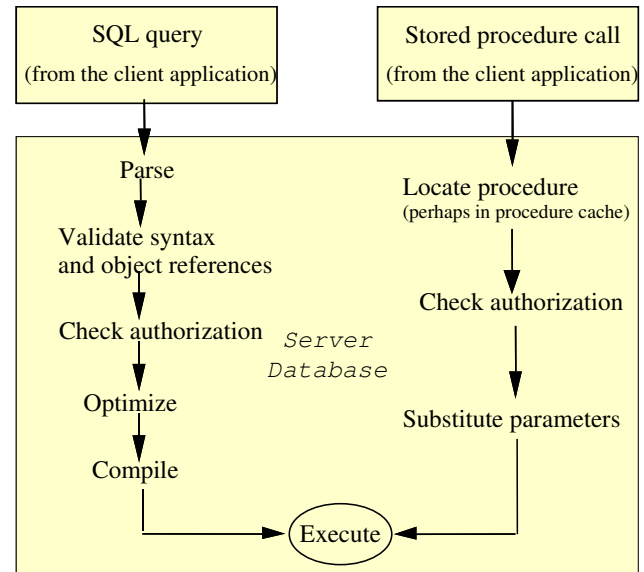 SQL query
(from the client application)
Stored procedure call
(from the client application)
Parse
Validate syntax
and object references
Check authorization
Optimize
Compile
Locate procedure
(perhaps in procedure cache)
Check authorization
Substitute parameters
Server
Database
Execute